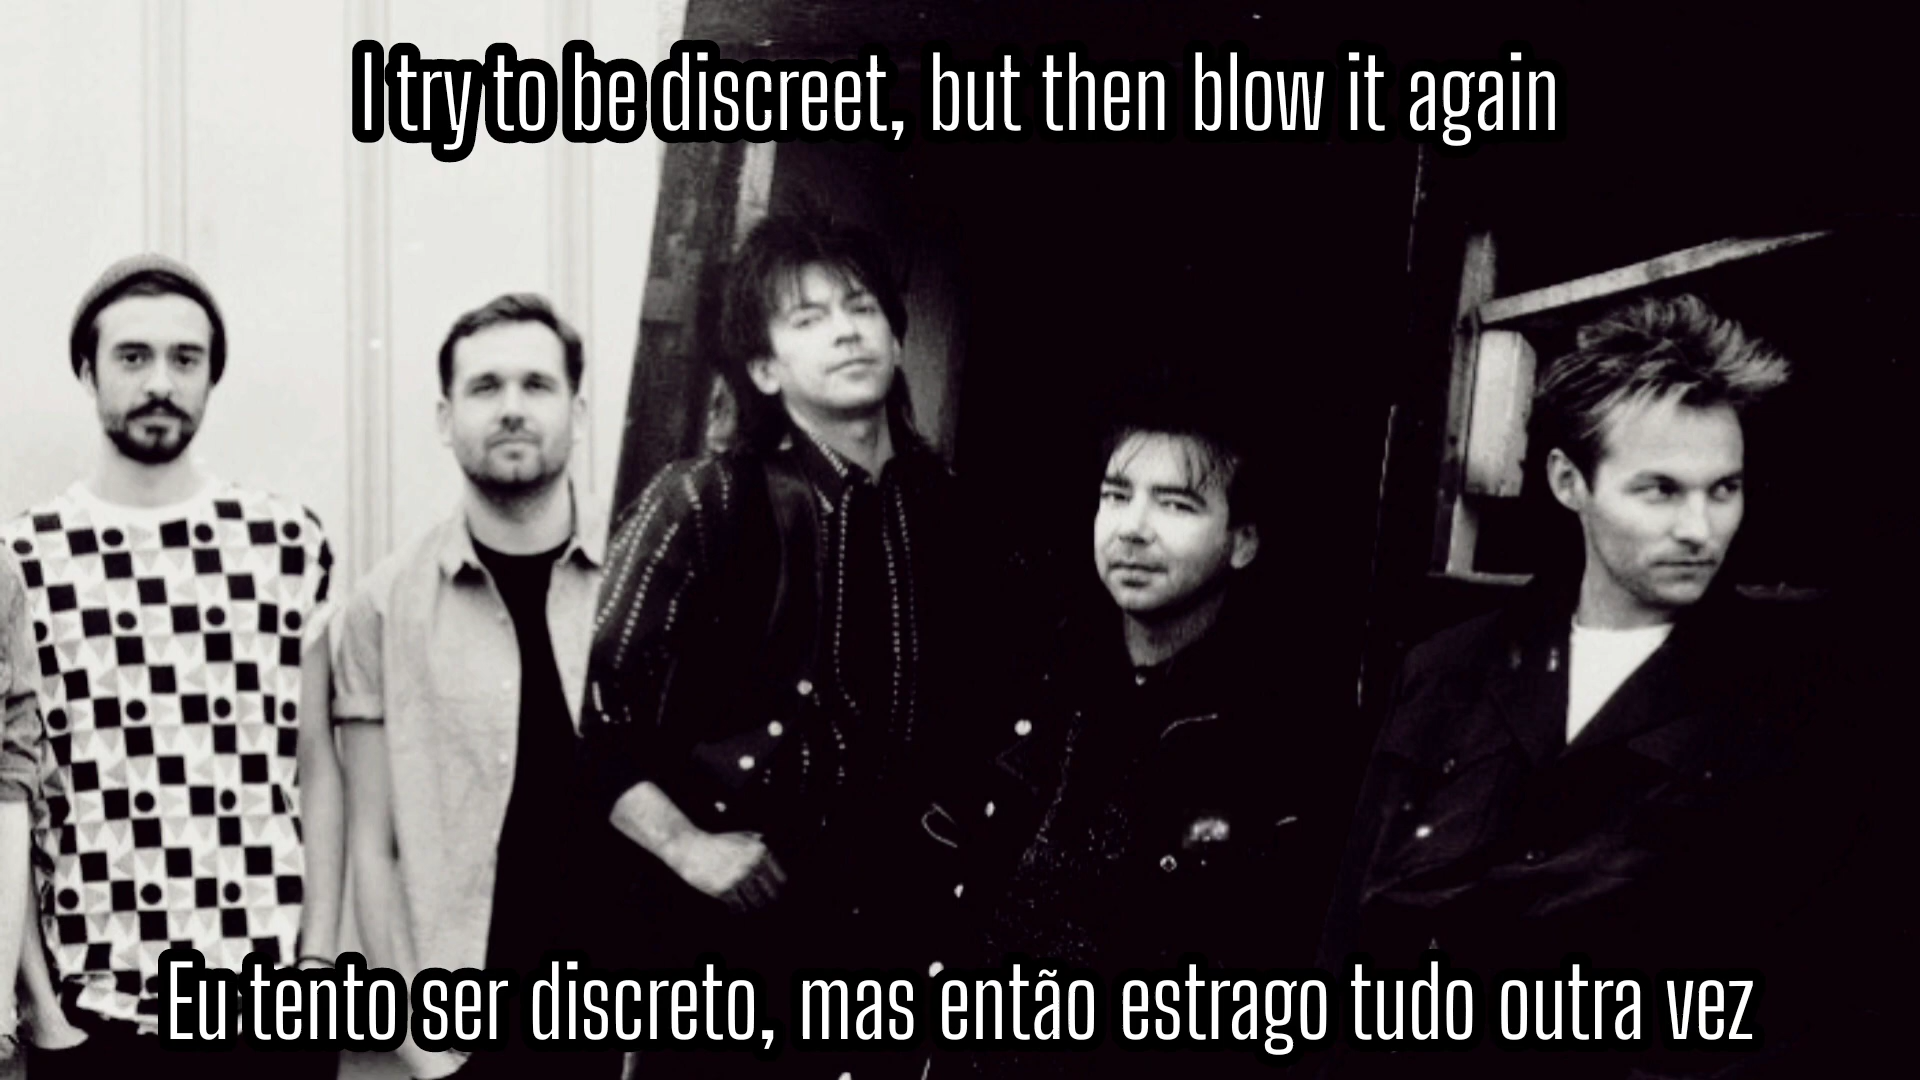 I try to be discreet, but then blow it again
Eu tento ser discreto, mas então estrago tudo outra vez